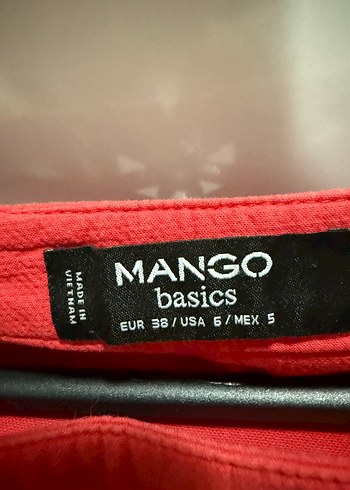 MANGO
basics
EUR 38 / USA 6 / MEX 5
MADE IN
VIETNAM